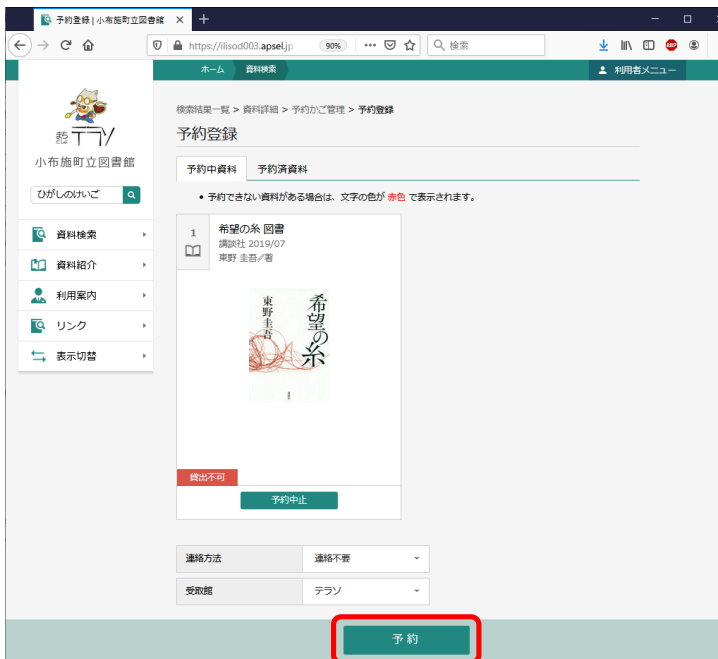 予約登録 | 小布施町立図書館
https://ilisod003.apsel.jp
90%
検索
ABP
ホーム
資料検索
利用者メニュー
テラソ
小布施町立図書館
ひがしのけいご
資料検索
資料紹介
利用案内
リンク
表示切替
検索結果一覧 > 資料詳細 > 予約かご管理 > 予約登録
予約登録
予約中資料
予約済資料
• 予約できない資料がある場合は、文字の色が 赤色 で表示されます。
1
希望の糸 図書
講談社 2019/07
東野 圭吾／著
東野圭吾
希望の糸
貸出不可
予約中止
連絡方法
連絡不要
受取館
テラソ
予約